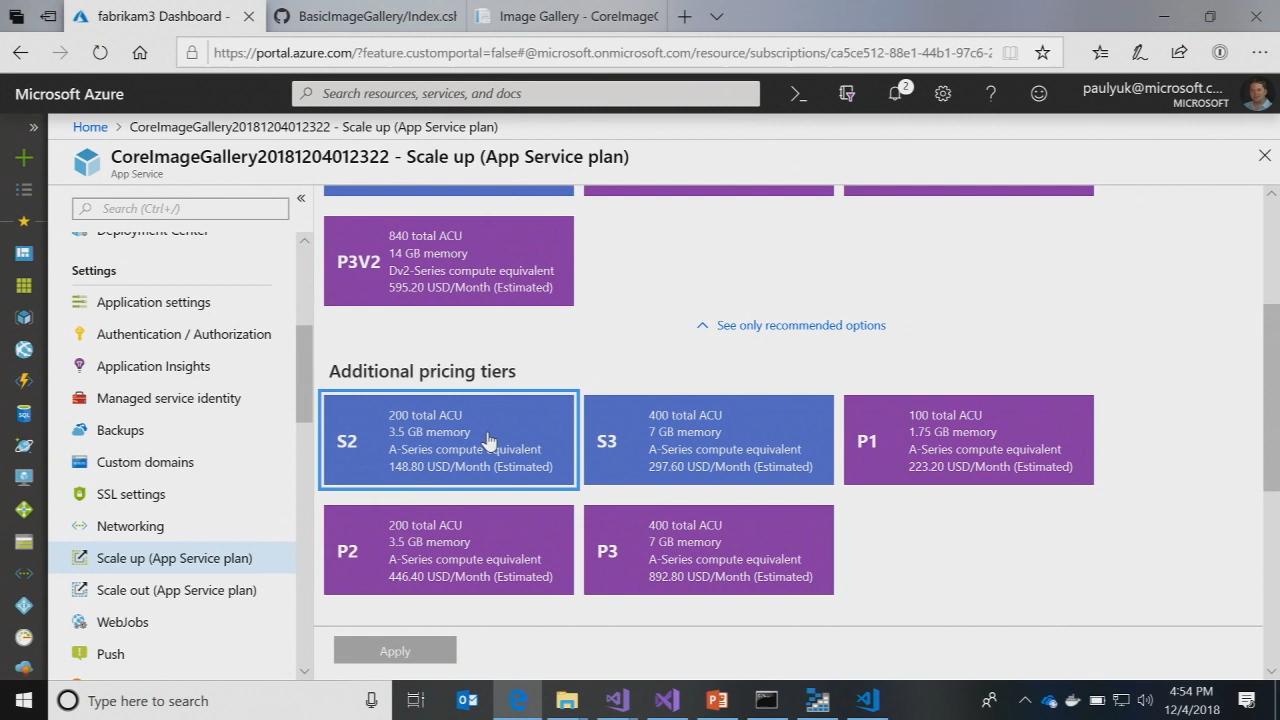 fabrikam3 Dashboard -
BasicImageGallery/Index.csh
Image Gallery - CoreImageG
https://portal.azure.com/?feature.customportal=false#@microsoft.onmicrosoft.com/resource/subscriptions/ca5ce512-88e1-44b1-97c6-2
Microsoft Azure
Search resources, services, and docs
2
paulyuk@microsoft.c...
MICROSOFT
Home > CoreImageGallery20181204012322 - Scale up (App Service plan)
CoreImageGallery20181204012322 - Scale up (App Service plan)
App Service
Search (Ctrl+/)
Deployment Center
Settings
Application settings
Authentication / Authorization
Application Insights
Managed service identity
Backups
Custom domains
SSL settings
Networking
Scale up (App Service plan)
Scale out (App Service plan)
WebJobs
Push
P3V2
840 total ACU
14 GB memory
Dv2-Series compute equivalent
595.20 USD/Month (Estimated)
See only recommended options
Additional pricing tiers
S2
200 total ACU
3.5 GB memory
A-Series compute equivalent
148.80 USD/Month (Estimated)
S3
400 total ACU
7 GB memory
A-Series compute equivalent
297.60 USD/Month (Estimated)
P1
100 total ACU
1.75 GB memory
A-Series compute equivalent
223.20 USD/Month (Estimated)
P2
200 total ACU
3.5 GB memory
A-Series compute equivalent
446.40 USD/Month (Estimated)
P3
400 total ACU
7 GB memory
A-Series compute equivalent
892.80 USD/Month (Estimated)
Apply
Type here to search
4:54 PM
12/4/2018